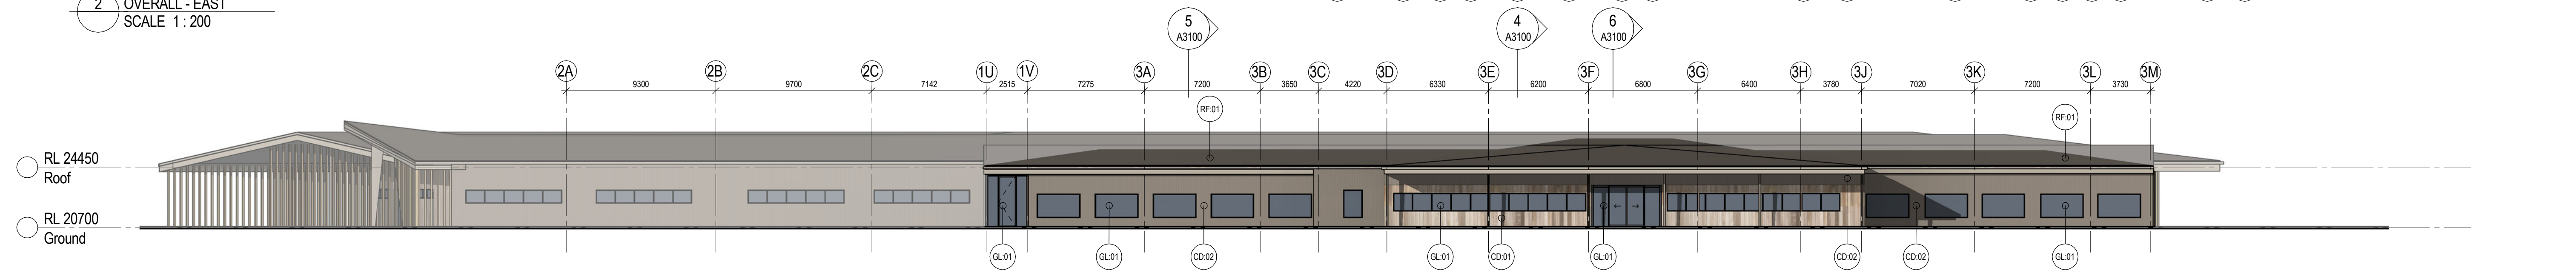 2 OVERALL - EAST
SCALE 1 : 200
5 4 6
A3100 A3100 A3100
2A 2B 2C 1U 1V 3A 3B 3C 3D 3E 3F 3G 3H 3J 3K 3L 3M
9300 9700 7142 2515 7275 7200 3650 4220 6330 6200 6800 6400 3780 7020 7200 3730
RF:01 RF:01
RL 24450
Roof
RL 20700
Ground
GL:01 GL:01 CD:02 GL:01 CD:01 GL:01 CD:02 CD:02 GL:01